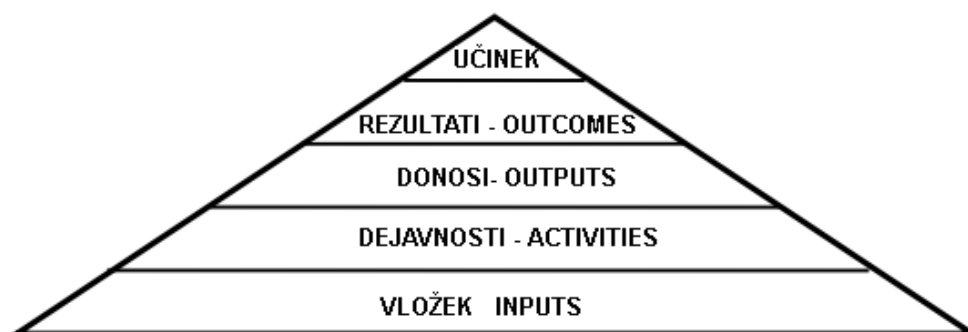 UČINEK
REZULTATI - OUTCOMES
DONOSI- OUTPUTS
DEJAVNOSTI - ACTIVITIES
VLOŽEK INPUTS